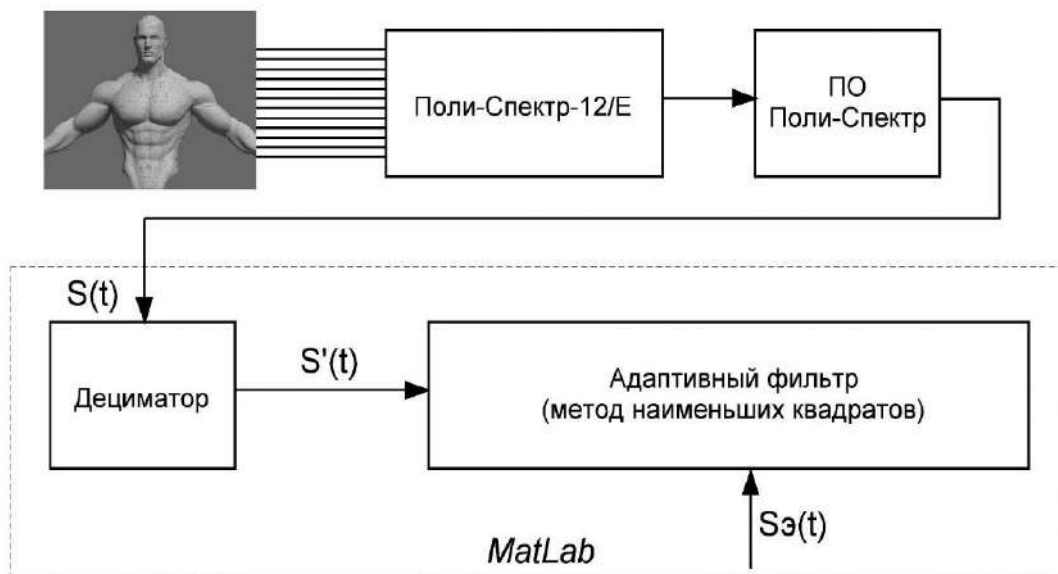 Поли-Спектр-12/Е
ПО
Поли-Спектр
S(t)
Дециматор
S'(t)
Адаптивный фильтр
(метод наименьших квадратов)
Sэ(t)
MatLab